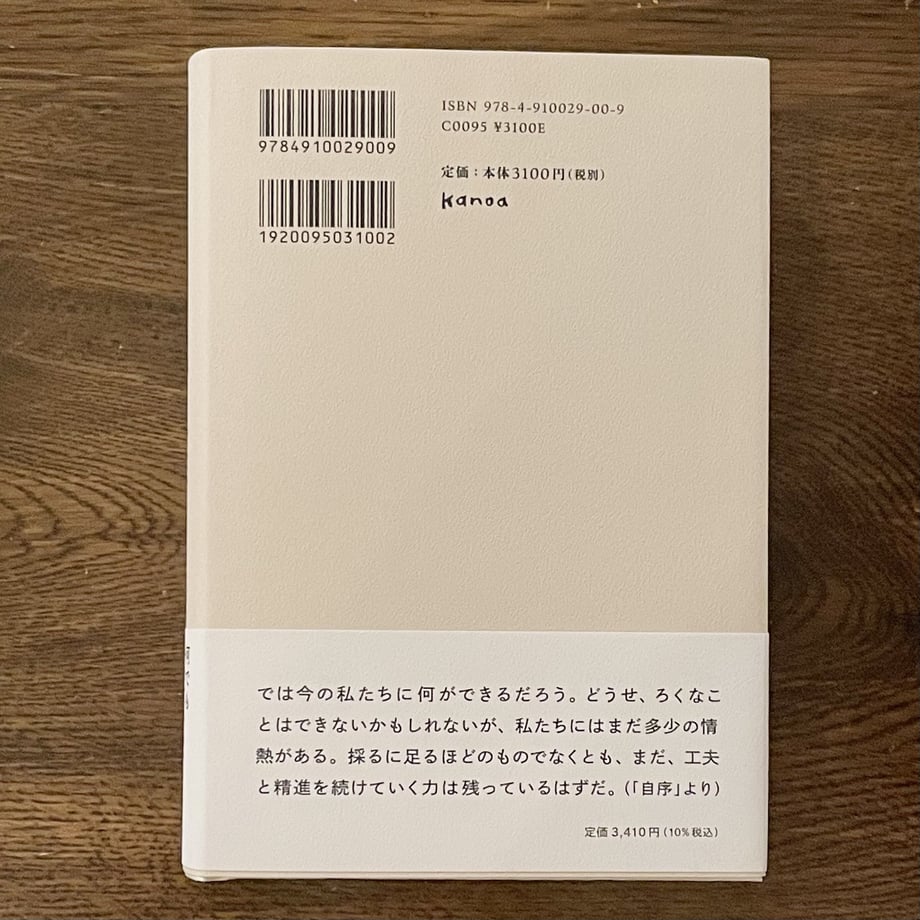 9784910029009
1920095031002
ISBN 978-4-910029-00-9
C0095 ¥3100E
定価：本体3100円（税別）
kanoa
では今の私たちに何ができるだろう。どうせ、ろくなこ
とはできないかもしれないが、私たちにはまだ多少の情
熱がある。採るに足るほどのものでなくとも、まだ、工夫
と精進を続けていく力は残っているはずだ。（「自序」より）
定価 3,410円（10％税込）